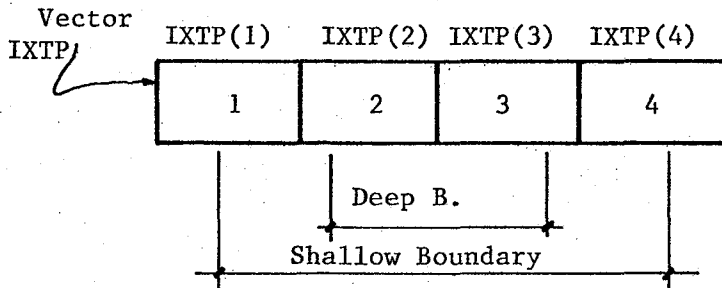 Vector
IXTP
IXTP(1) IXTP(2) IXTP(3) IXTP(4)
1 2 3 4
Deep B.
Shallow Boundary